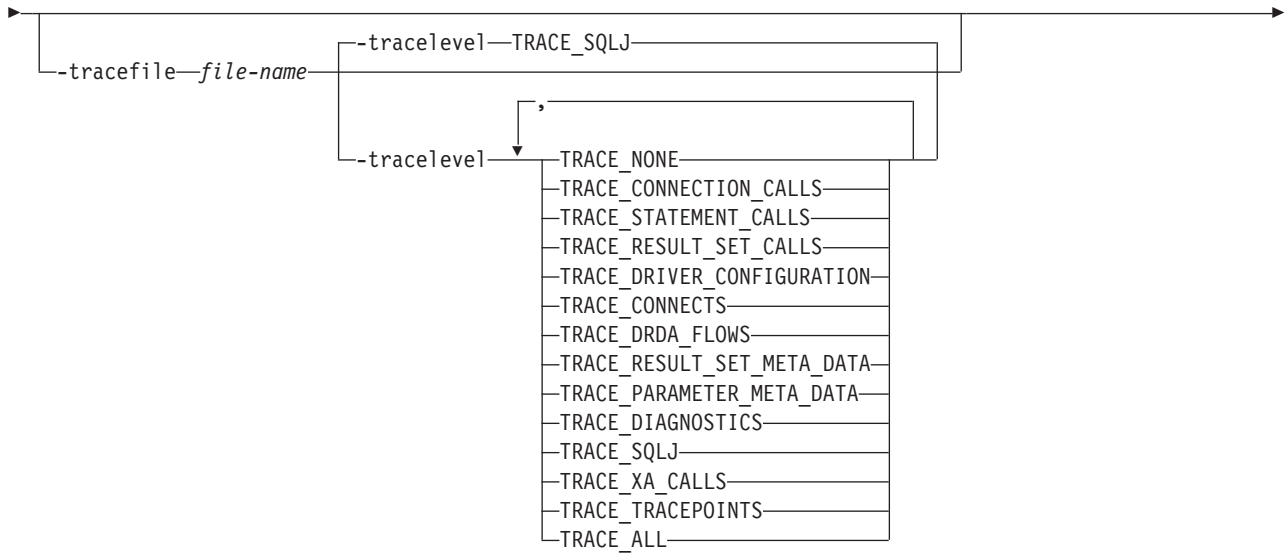 -tracelevel TRACE_SQLJ
-tracefile file-name
,
-tracelevel TRACE_NONE
TRACE_CONNECTION_CALLS
TRACE_STATEMENT_CALLS
TRACE_RESULT_SET_CALLS
TRACE_DRIVER_CONFIGURATION
TRACE_CONNECTS
TRACE_DRDA_FLOWS
TRACE_RESULT_SET_META_DATA
TRACE_PARAMETER_META_DATA
TRACE_DIAGNOSTICS
TRACE_SQLJ
TRACE_XA_CALLS
TRACE_TRACEPOINTS
TRACE_ALL